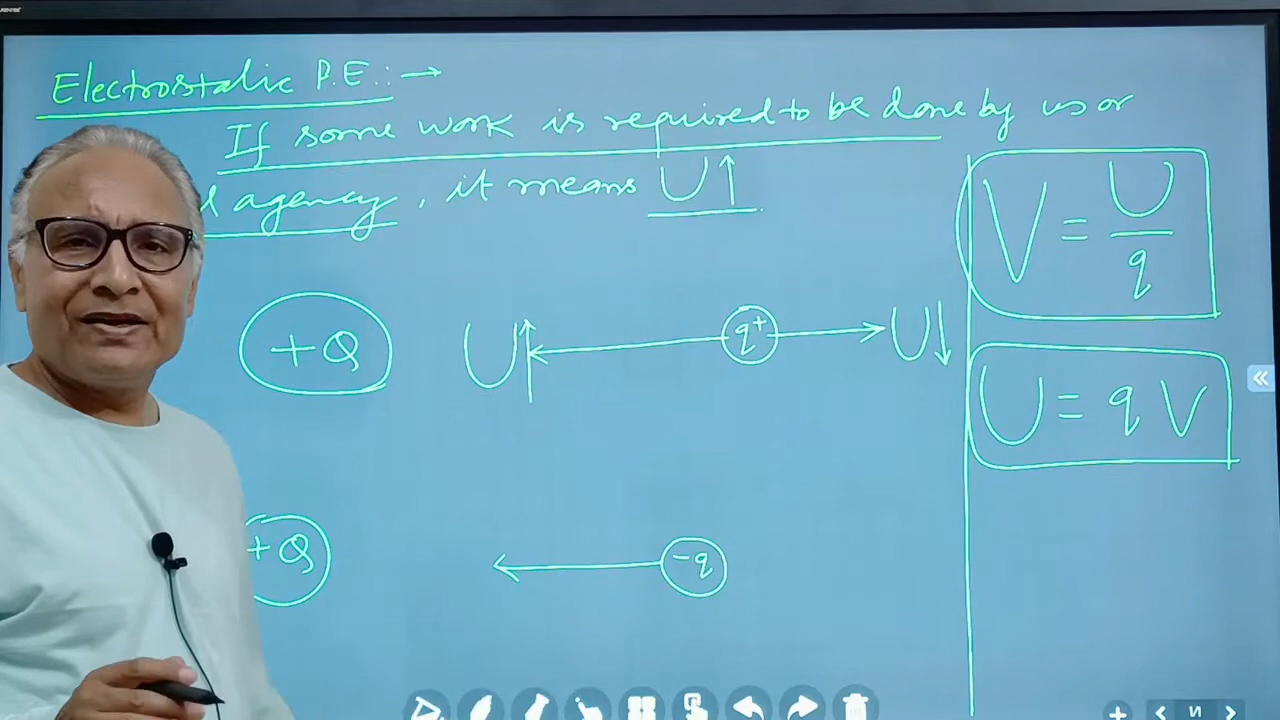 Electrostatic P.E.: →
If some work is required to be done by us or
agency, it means U↑
V = U/q
+Q U↑ q+ U↓
U = qV
+Q -q